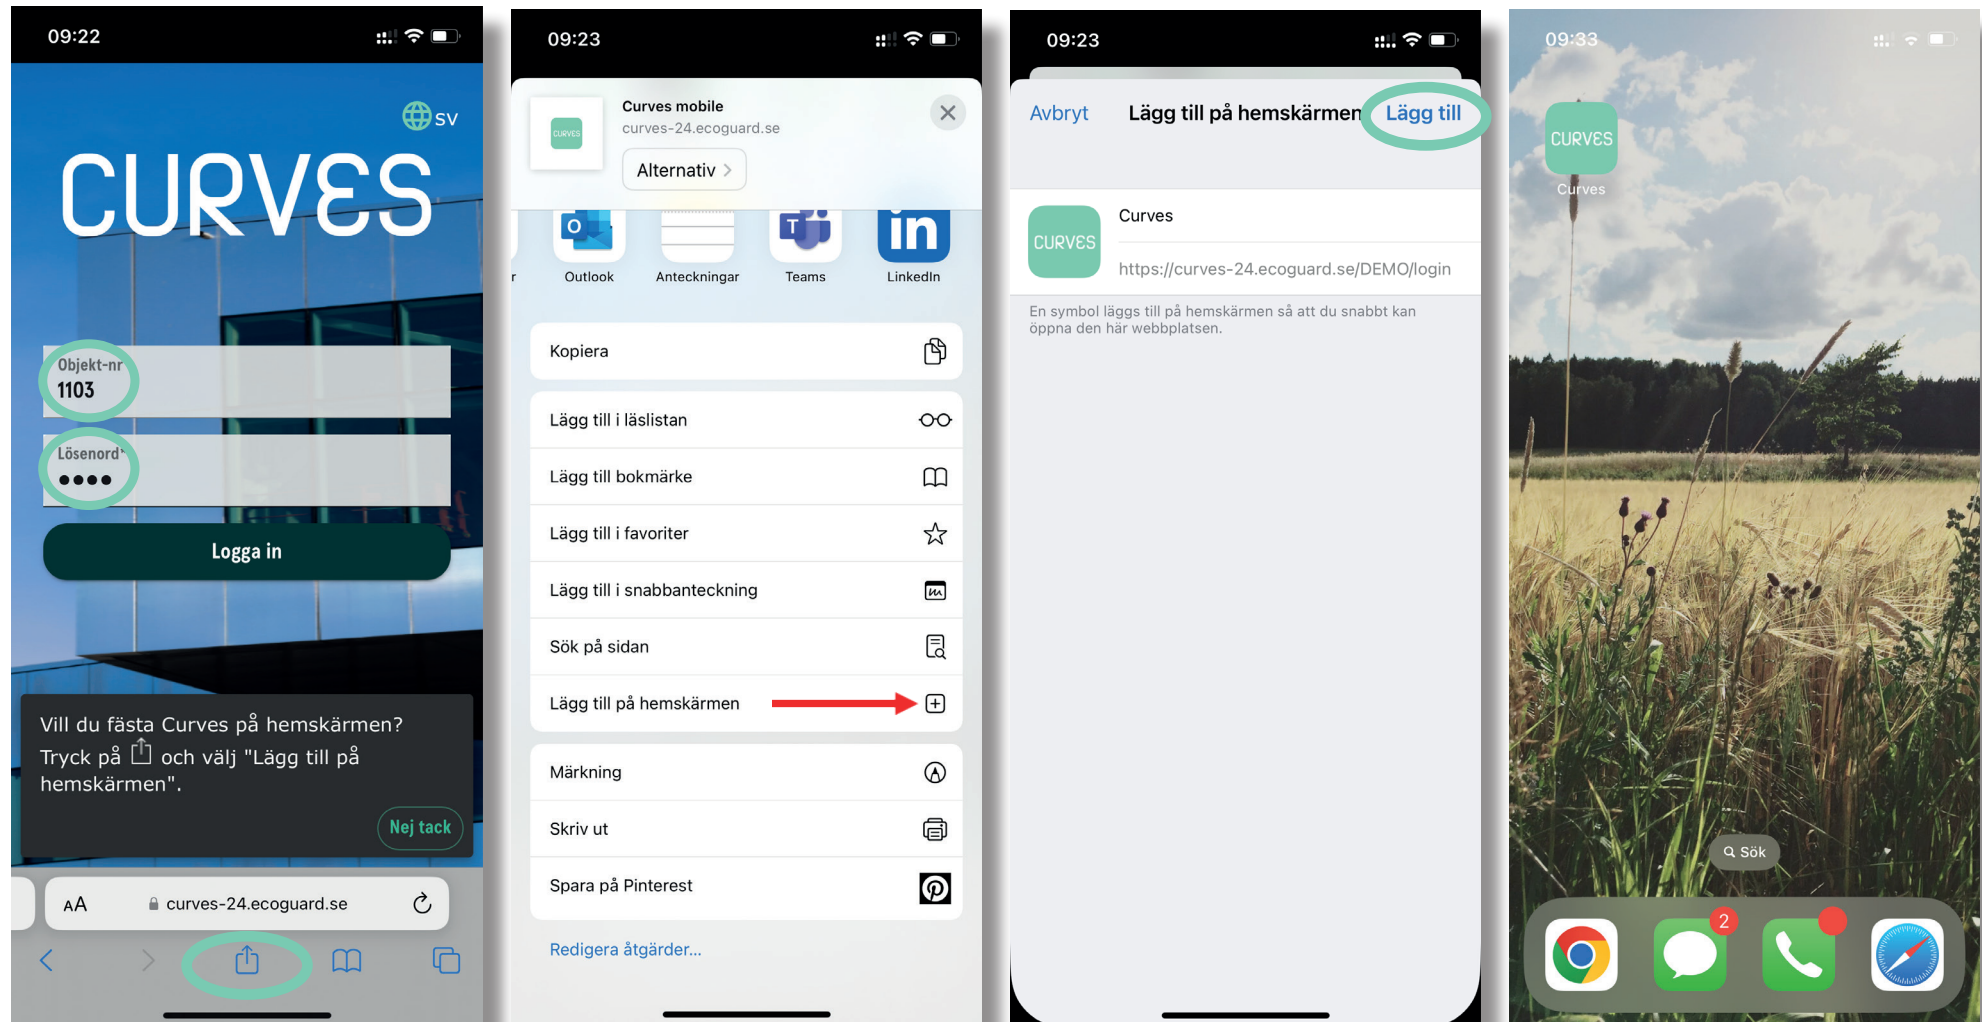 09:22
SV
CURVES
Objekt-nr
1103
Lösenord*
Logga in
Vill du fästa Curves på hemskärmen?
Tryck på och välj "Lägg till på
hemskärmen".
Nej tack
AA
curves-24.ecoguard.se
09:23
CURVES
Curves mobile
curves-24.ecoguard.se
Alternativ
r
Outlook
Anteckningar
Teams
LinkedIn
Kopiera
Lägg till i läslistan
Lägg till bokmärke
Lägg till i favoriter
Lägg till i snabbanteckning
Sök på sidan
Lägg till på hemskärmen
Märkning
Skriv ut
Spara på Pinterest
Redigera åtgärder...
09:23
Avbryt
Lägg till på hemskärmen
Lägg till
CURVES
Curves
https://curves-24.ecoguard.se/DEMO/login
En symbol läggs till på hemskärmen så att du snabbt kan
öppna den här webbplatsen.
09:33
CURVES
Curves
Sök
2